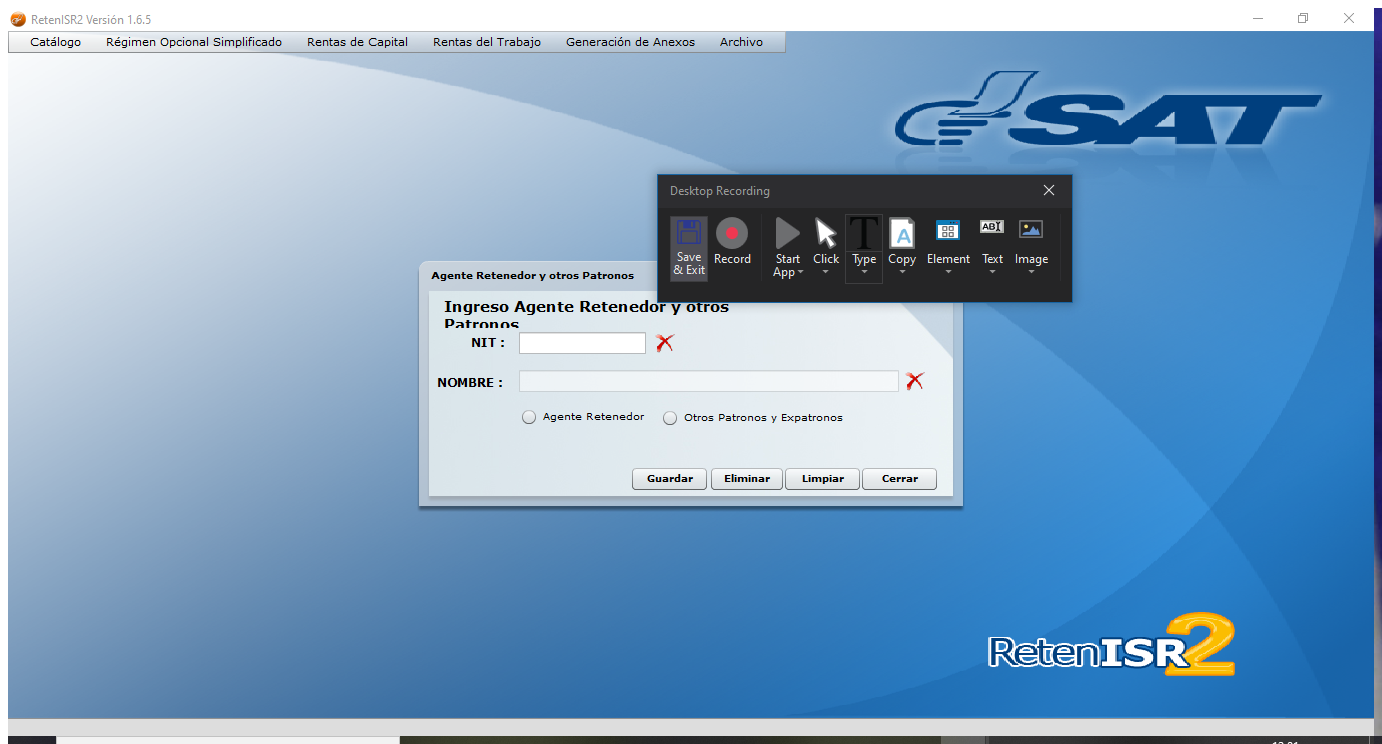 RetenISR2 Versión 1.6.5
Catálogo Régimen Opcional Simplificado Rentas de Capital Rentas del Trabajo Generación de Anexos Archivo
SAT
Desktop Recording
Save & Exit Record Start App Click Type Copy Element Text Image
Agente Retenedor y otros Patronos
Ingreso Agente Retenedor y otros
Patronos
NIT :
NOMBRE :
Agente Retenedor Otros Patronos y Expatronos
Guardar Eliminar Limpiar Cerrar
RetenISR2